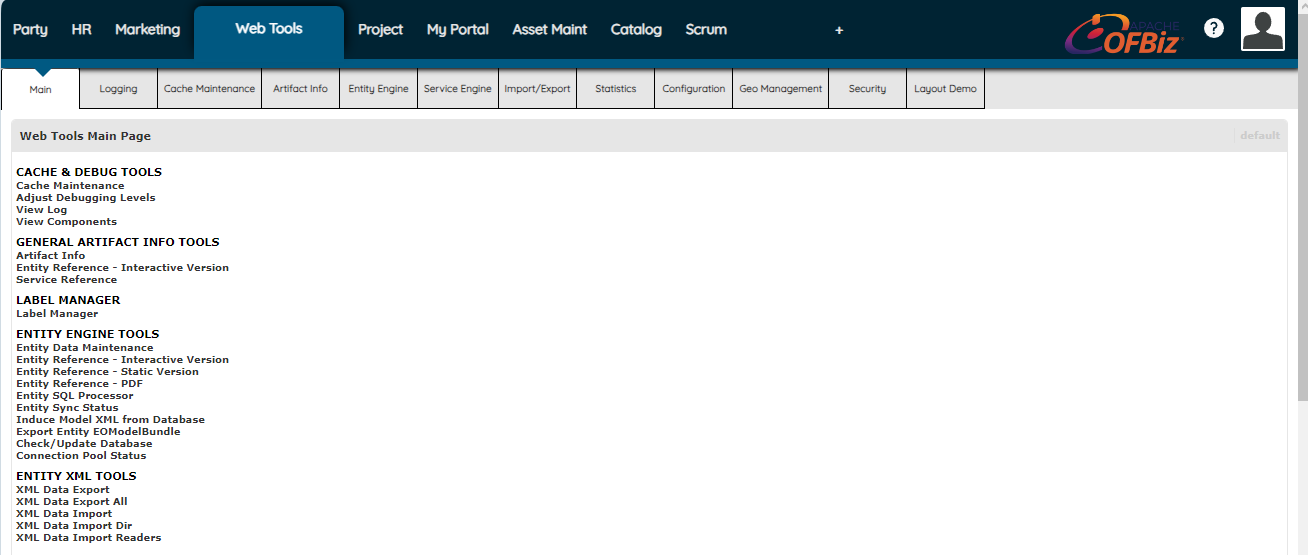 Party HR Marketing Web Tools Project My Portal Asset Maint Catalog Scrum + APACHE OFBiz ?
Main Logging Cache Maintenance Artifact Info Entity Engine Service Engine Import/Export Statistics Configuration Geo Management Security Layout Demo
Web Tools Main Page default
CACHE & DEBUG TOOLS
Cache Maintenance
Adjust Debugging Levels
View Log
View Components
GENERAL ARTIFACT INFO TOOLS
Artifact Info
Entity Reference - Interactive Version
Service Reference
LABEL MANAGER
Label Manager
ENTITY ENGINE TOOLS
Entity Data Maintenance
Entity Reference - Interactive Version
Entity Reference - Static Version
Entity Reference - PDF
Entity SQL Processor
Entity Sync Status
Induce Model XML from Database
Export Entity EOModelBundle
Check/Update Database
Connection Pool Status
ENTITY XML TOOLS
XML Data Export
XML Data Export All
XML Data Import
XML Data Import Dir
XML Data Import Readers